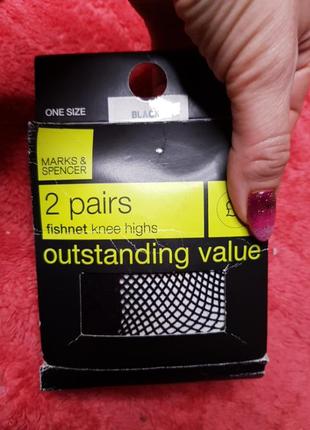 ONE SIZE
BLACK
MARKS &
SPENCER
2 pairs
£
fishnet knee highs
outstanding value